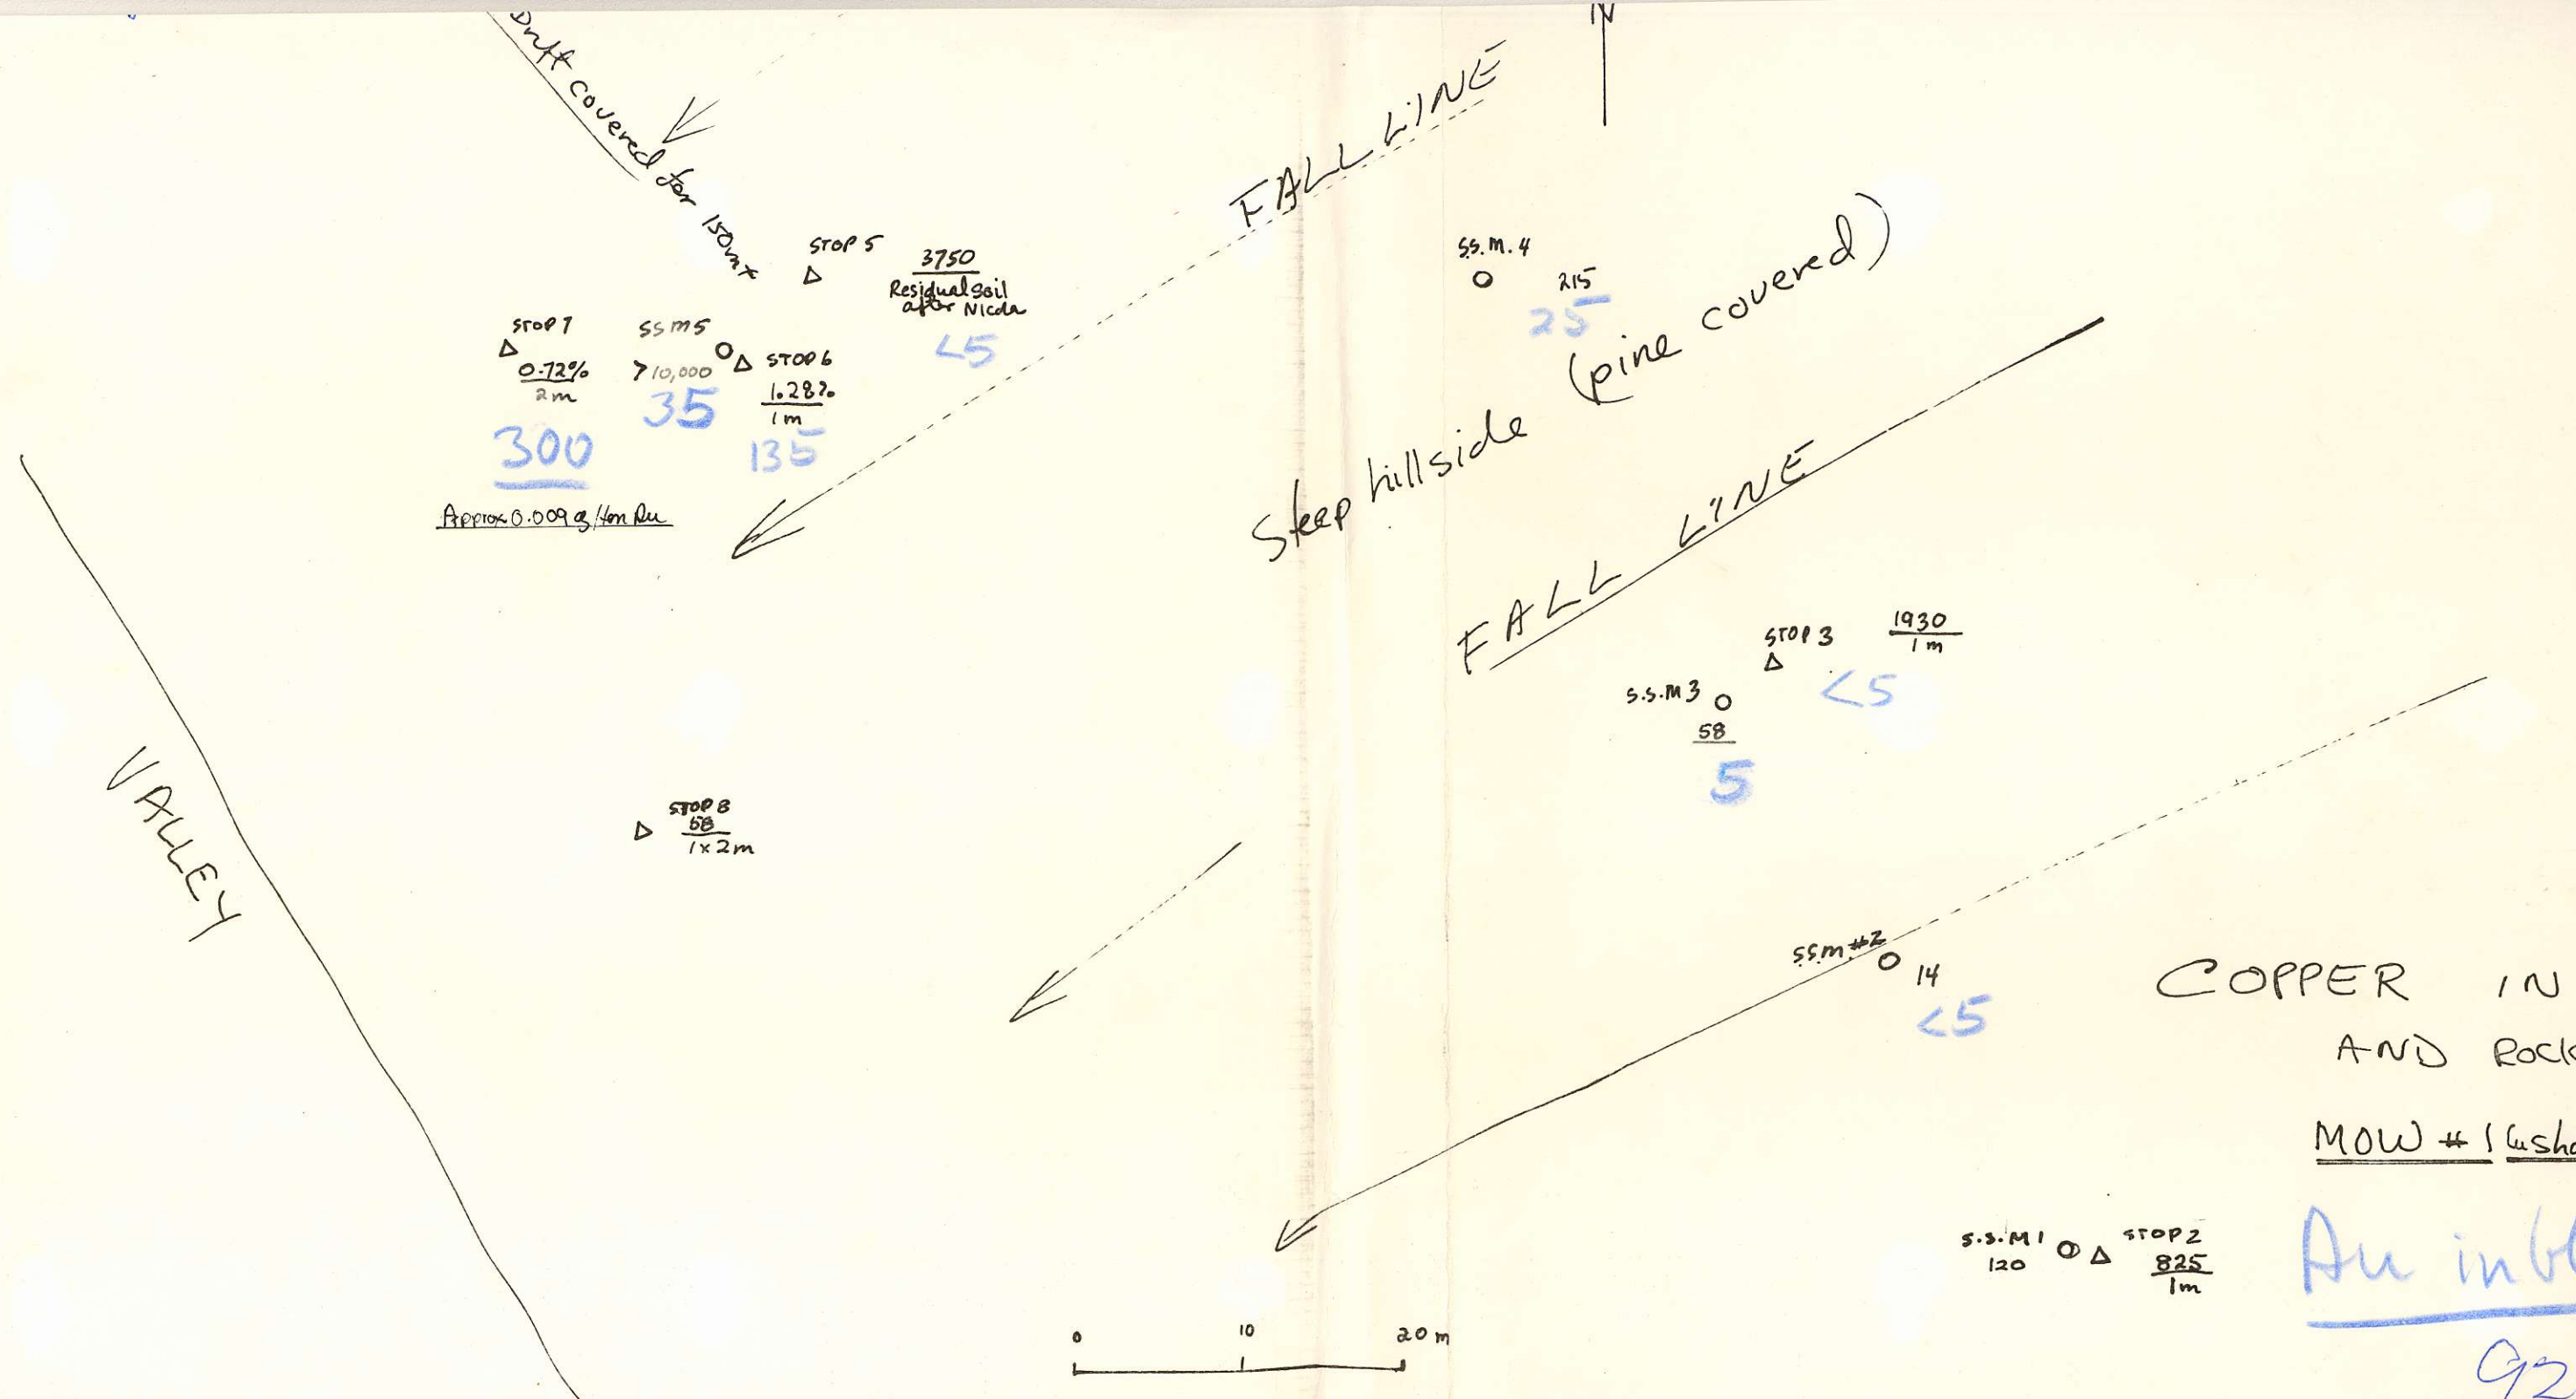 N
Drift covered for 150mt
FALL LINE
STOP 5
3750
Residual Soil
after Nicola
<5
STOP 7
0.72%
2m
300
Approx 0.009 g/ton Au
SSM5
>10,000
35
STOP 6
1.28%
1m
135
S.S.M.4
215
25
Steep hillside (pine covered)
FALL LINE
STOP 3
1930
1m
<5
S.S.M3
58
5
VALLEY
STOP 8
58
1x2m
S.S.M.#2
14
<5
COPPER IN
AND ROCK
MOW #1
S.S.M1
120
STOP 2
825
1m
Au in
0 10 20m